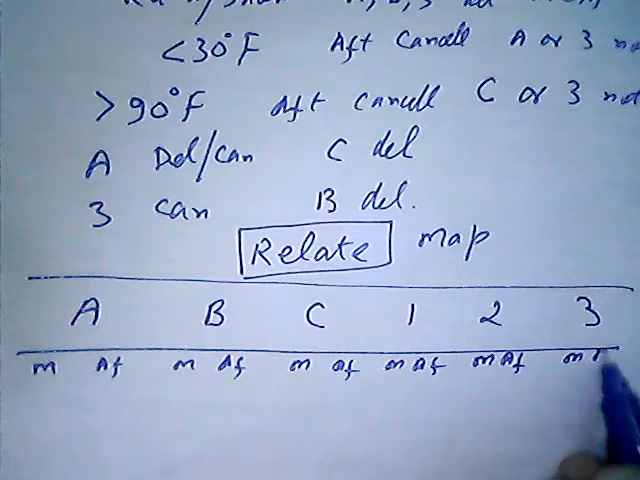 <30°F Aft Cancell A or 3
>90°F Aft Cancell C or 3 not
A Del/Can C del
3 can B del.
Relate map
A B C 1 2 3
m Af m Af m Af m Af m Af m